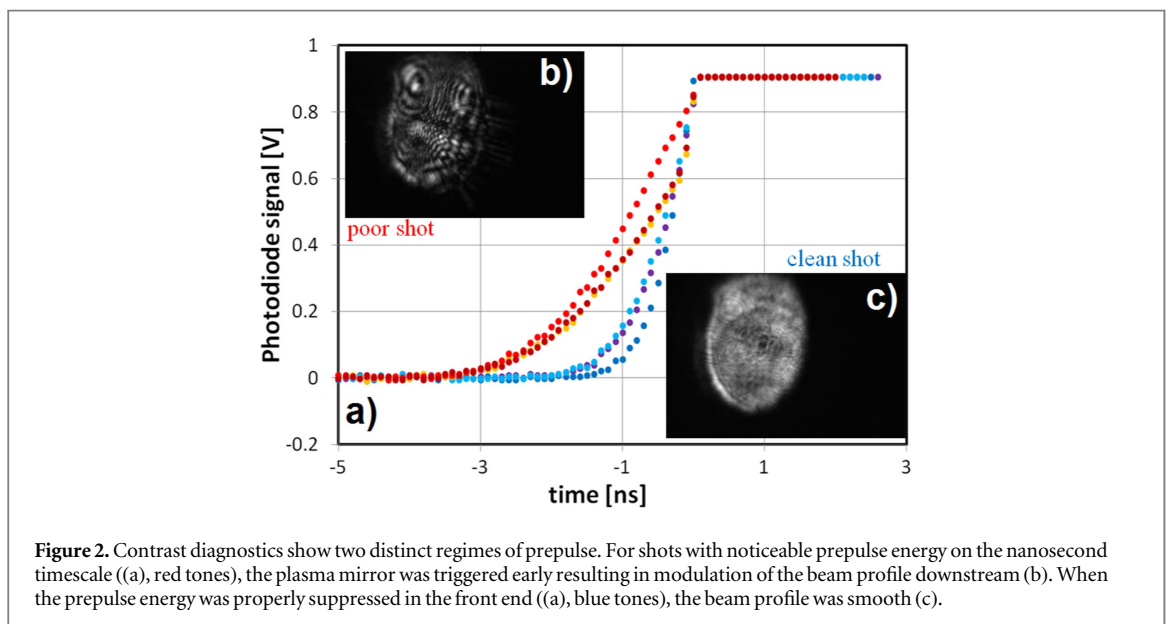 1
0.8
0.6
0.4
0.2
0
-0.2
Photodiode signal [V]
b)
poor shot
clean shot
c)
a)
-5 -3 -1 1 3
time [ns]
Figure 2. Contrast diagnostics show two distinct regimes of prepulse. For shots with noticeable prepulse energy on the nanosecond
timescale ((a), red tones), the plasma mirror was triggered early resulting in modulation of the beam profile downstream (b). When
the prepulse energy was properly suppressed in the front end ((a), blue tones), the beam profile was smooth (c).